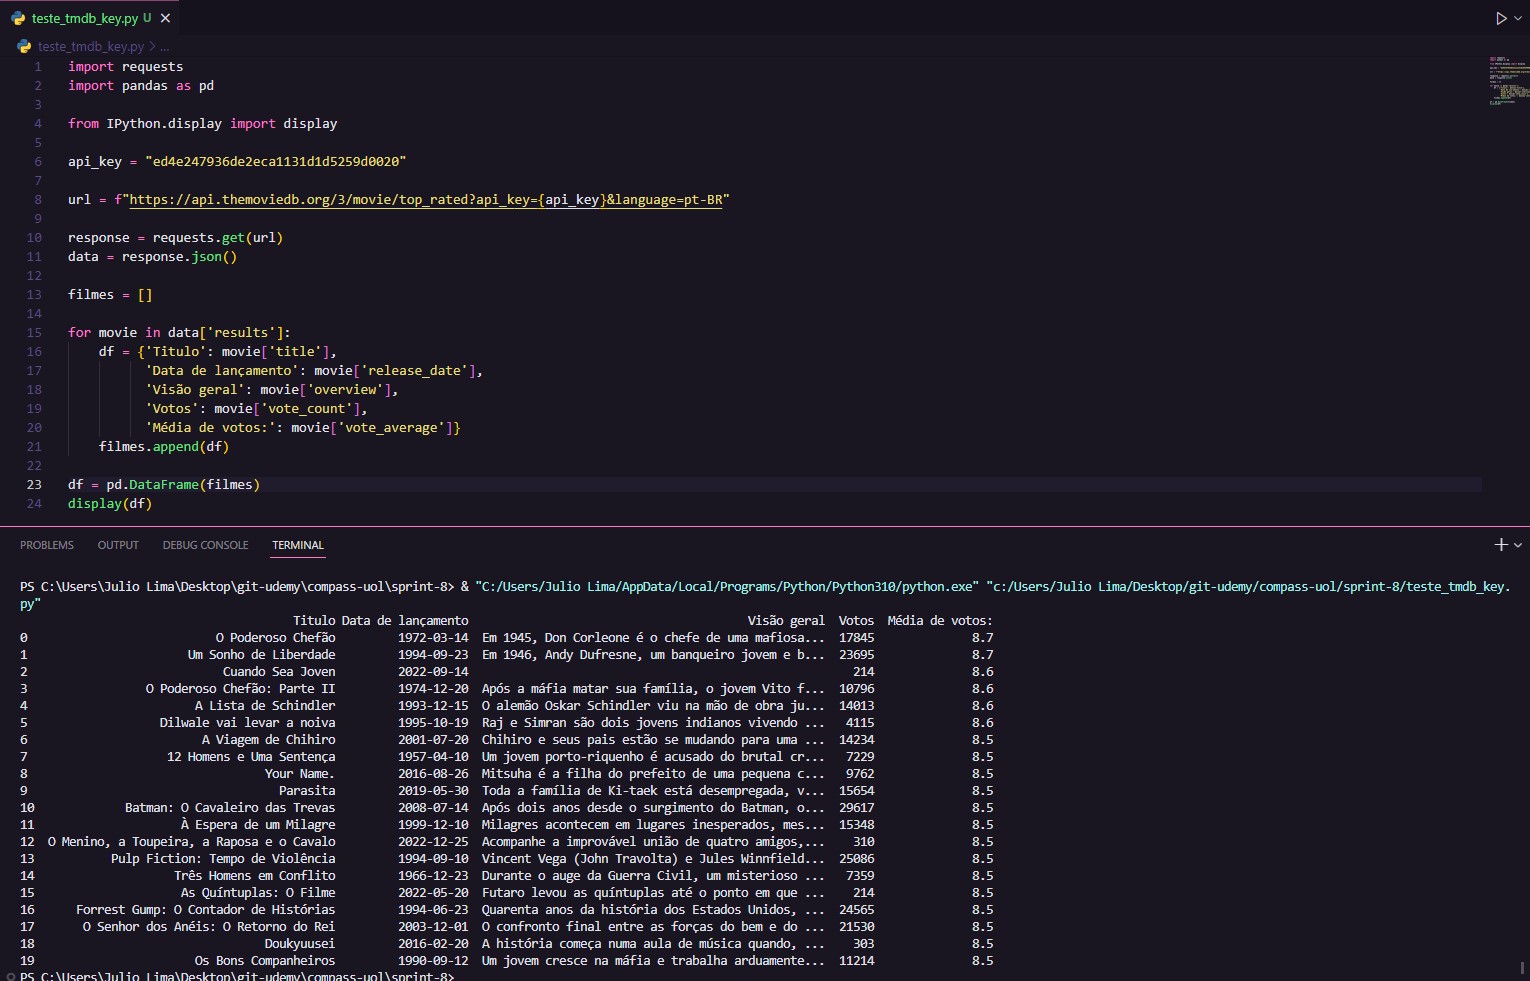 teste_tmdb_key.py U
teste_tmdb_key.py > ...
1 import requests
2 import pandas as pd
3
4 from IPython.display import display
5
6 api_key = "ed4e247936de2eca1131d1d5259d0020"
7
8 url = f"https://api.themoviedb.org/3/movie/top_rated?api_key={api_key}&language=pt-BR"
9
10 response = requests.get(url)
11 data = response.json()
12
13 filmes = []
14
15 for movie in data['results']:
16     df = {'Titulo': movie['title'],
17           'Data de lançamento': movie['release_date'],
18           'Visão geral': movie['overview'],
19           'Votos': movie['vote_count'],
20           'Média de votos:': movie['vote_average']}
21     filmes.append(df)
22
23 df = pd.DataFrame(filmes)
24 display(df)
PROBLEMS OUTPUT DEBUG CONSOLE TERMINAL
PS C:\Users\Julio Lima\Desktop\git-udemy\compass-uol\sprint-8> & "C:/Users/Julio Lima/AppData/Local/Programs/Python/Python310/python.exe" "c:/Users/Julio Lima/Desktop/git-udemy/compass-uol/sprint-8/teste_tmdb_key.
py"
Titulo Data de lançamento Visão geral Votos Média de votos:
0 O Poderoso Chefão 1972-03-14 Em 1945, Don Corleone é o chefe de uma mafiosa... 17845 8.7
1 Um Sonho de Liberdade 1994-09-23 Em 1946, Andy Dufresne, um banqueiro jovem e b... 23695 8.7
2 Cuando Sea Joven 2022-09-14 214 8.6
3 O Poderoso Chefão: Parte II 1974-12-20 Após a máfia matar sua família, o jovem Vito f... 10796 8.6
4 A Lista de Schindler 1993-12-15 O alemão Oskar Schindler viu na mão de obra ju... 14013 8.6
5 Dilwale vai levar a noiva 1995-10-19 Raj e Simran são dois jovens indianos vivendo ... 4115 8.6
6 A Viagem de Chihiro 2001-07-20 Chihiro e seus pais estão se mudando para uma ... 14234 8.5
7 12 Homens e Uma Sentença 1957-04-10 Um jovem porto-riquenho é acusado do brutal cr... 7229 8.5
8 Your Name. 2016-08-26 Mitsuha é a filha do prefeito de uma pequena c... 9762 8.5
9 Parasita 2019-05-30 Toda a família de Ki-taek está desempregada, v... 15654 8.5
10 Batman: O Cavaleiro das Trevas 2008-07-14 Após dois anos desde o surgimento do Batman, o... 29617 8.5
11 À Espera de um Milagre 1999-12-10 Milagres acontecem em lugares inesperados, mes... 15348 8.5
12 O Menino, a Toupeira, a Raposa e o Cavalo 2022-12-25 Acompanhe a improvável união de quatro amigos,... 310 8.5
13 Pulp Fiction: Tempo de Violência 1994-09-10 Vincent Vega (John Travolta) e Jules Winnfield... 25086 8.5
14 Três Homens em Conflito 1966-12-23 Durante o auge da Guerra Civil, um misterioso ... 7359 8.5
15 As Quíntuplas: O Filme 2022-05-20 Futaro levou as quíntuplas até o ponto em que ... 214 8.5
16 Forrest Gump: O Contador de Histórias 1994-06-23 Quarenta anos da história dos Estados Unidos, ... 24565 8.5
17 O Senhor dos Anéis: O Retorno do Rei 2003-12-01 O confronto final entre as forças do bem e do ... 21530 8.5
18 Doukyuusei 2016-02-20 A história começa numa aula de música quando, ... 303 8.5
19 Os Bons Companheiros 1990-09-12 Um jovem cresce na máfia e trabalha arduamente... 11214 8.5
PS C:\Users\Julio Lima\Desktop\git-udemy\compass-uol\sprint-8>